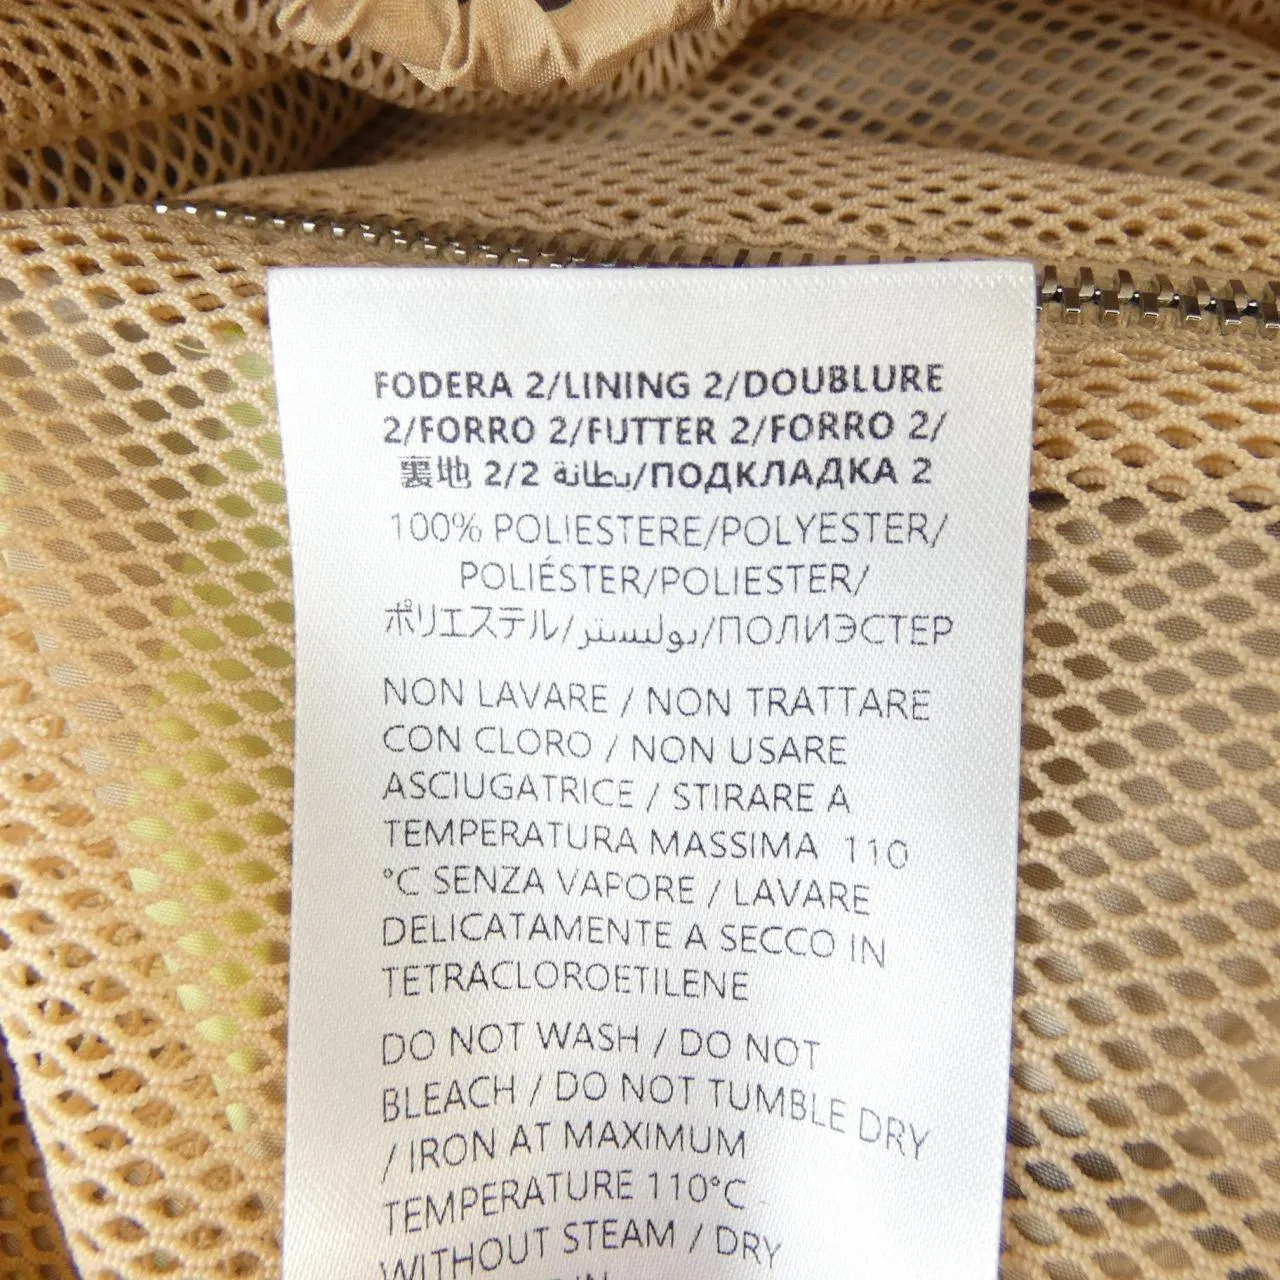 FODERA 2/LINING 2/DOUBLURE
2/FORRO 2/FUTTER 2/FORRO 2/
裏地 2/2 بطانة/ПОДКЛАДКА 2
100% POLIESTERE/POLYESTER/
POLIÉSTER/POLIESTER/
ポリエステル/بوليستر/ПОЛИЭСТЕР
NON LAVARE / NON TRATTARE
CON CLORO / NON USARE
ASCIUGATRICE / STIRARE A
TEMPERATURA MASSIMA 110
°C SENZA VAPORE / LAVARE
DELICATAMENTE A SECCO IN
TETRACLOROETILENE
DO NOT WASH / DO NOT
BLEACH / DO NOT TUMBLE DRY
/ IRON AT MAXIMUM
TEMPERATURE 110°C -
WITHOUT STEAM / DRY